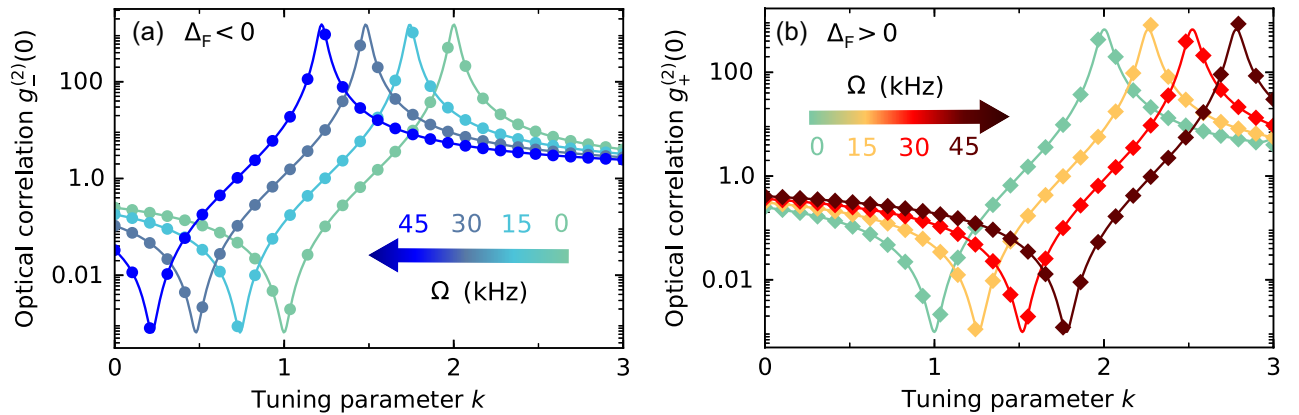 (a) Δ_F < 0
Optical correlation g_-^(2)(0)
100
1.0
0.01
45 30 15 0
Ω (kHz)
0 1 2 3
Tuning parameter k
(b) Δ_F > 0
Optical correlation g_+^(2)(0)
100
1.0
0.01
Ω (kHz)
0 15 30 45
0 1 2 3
Tuning parameter k